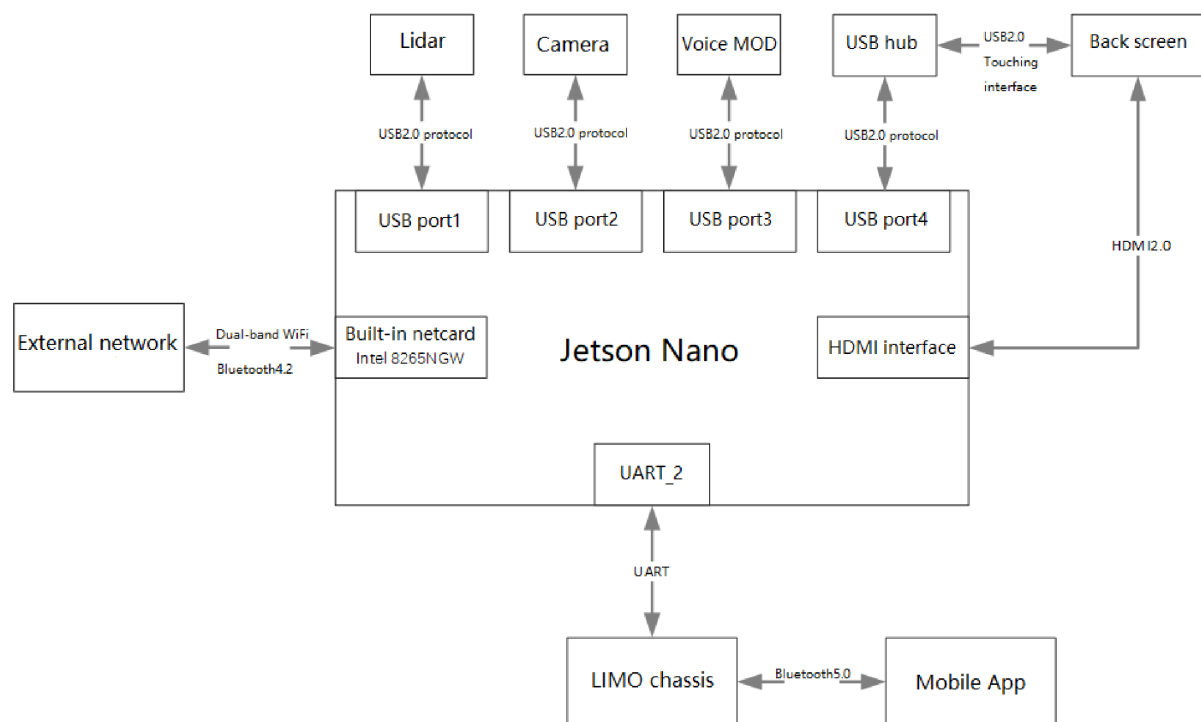 Lidar
Camera
Voice MOD
USB hub
USB2.0
Touching
interface
Back screen
USB2.0 protocol
USB2.0 protocol
USB2.0 protocol
USB2.0 protocol
USB port1
USB port2
USB port3
USB port4
HDMI2.0
External network
Dual-band WiFi
Bluetooth4.2
Built-in netcard
Intel 8265NGW
Jetson Nano
HDMI interface
UART_2
UART
LIMO chassis
Bluetooth5.0
Mobile App